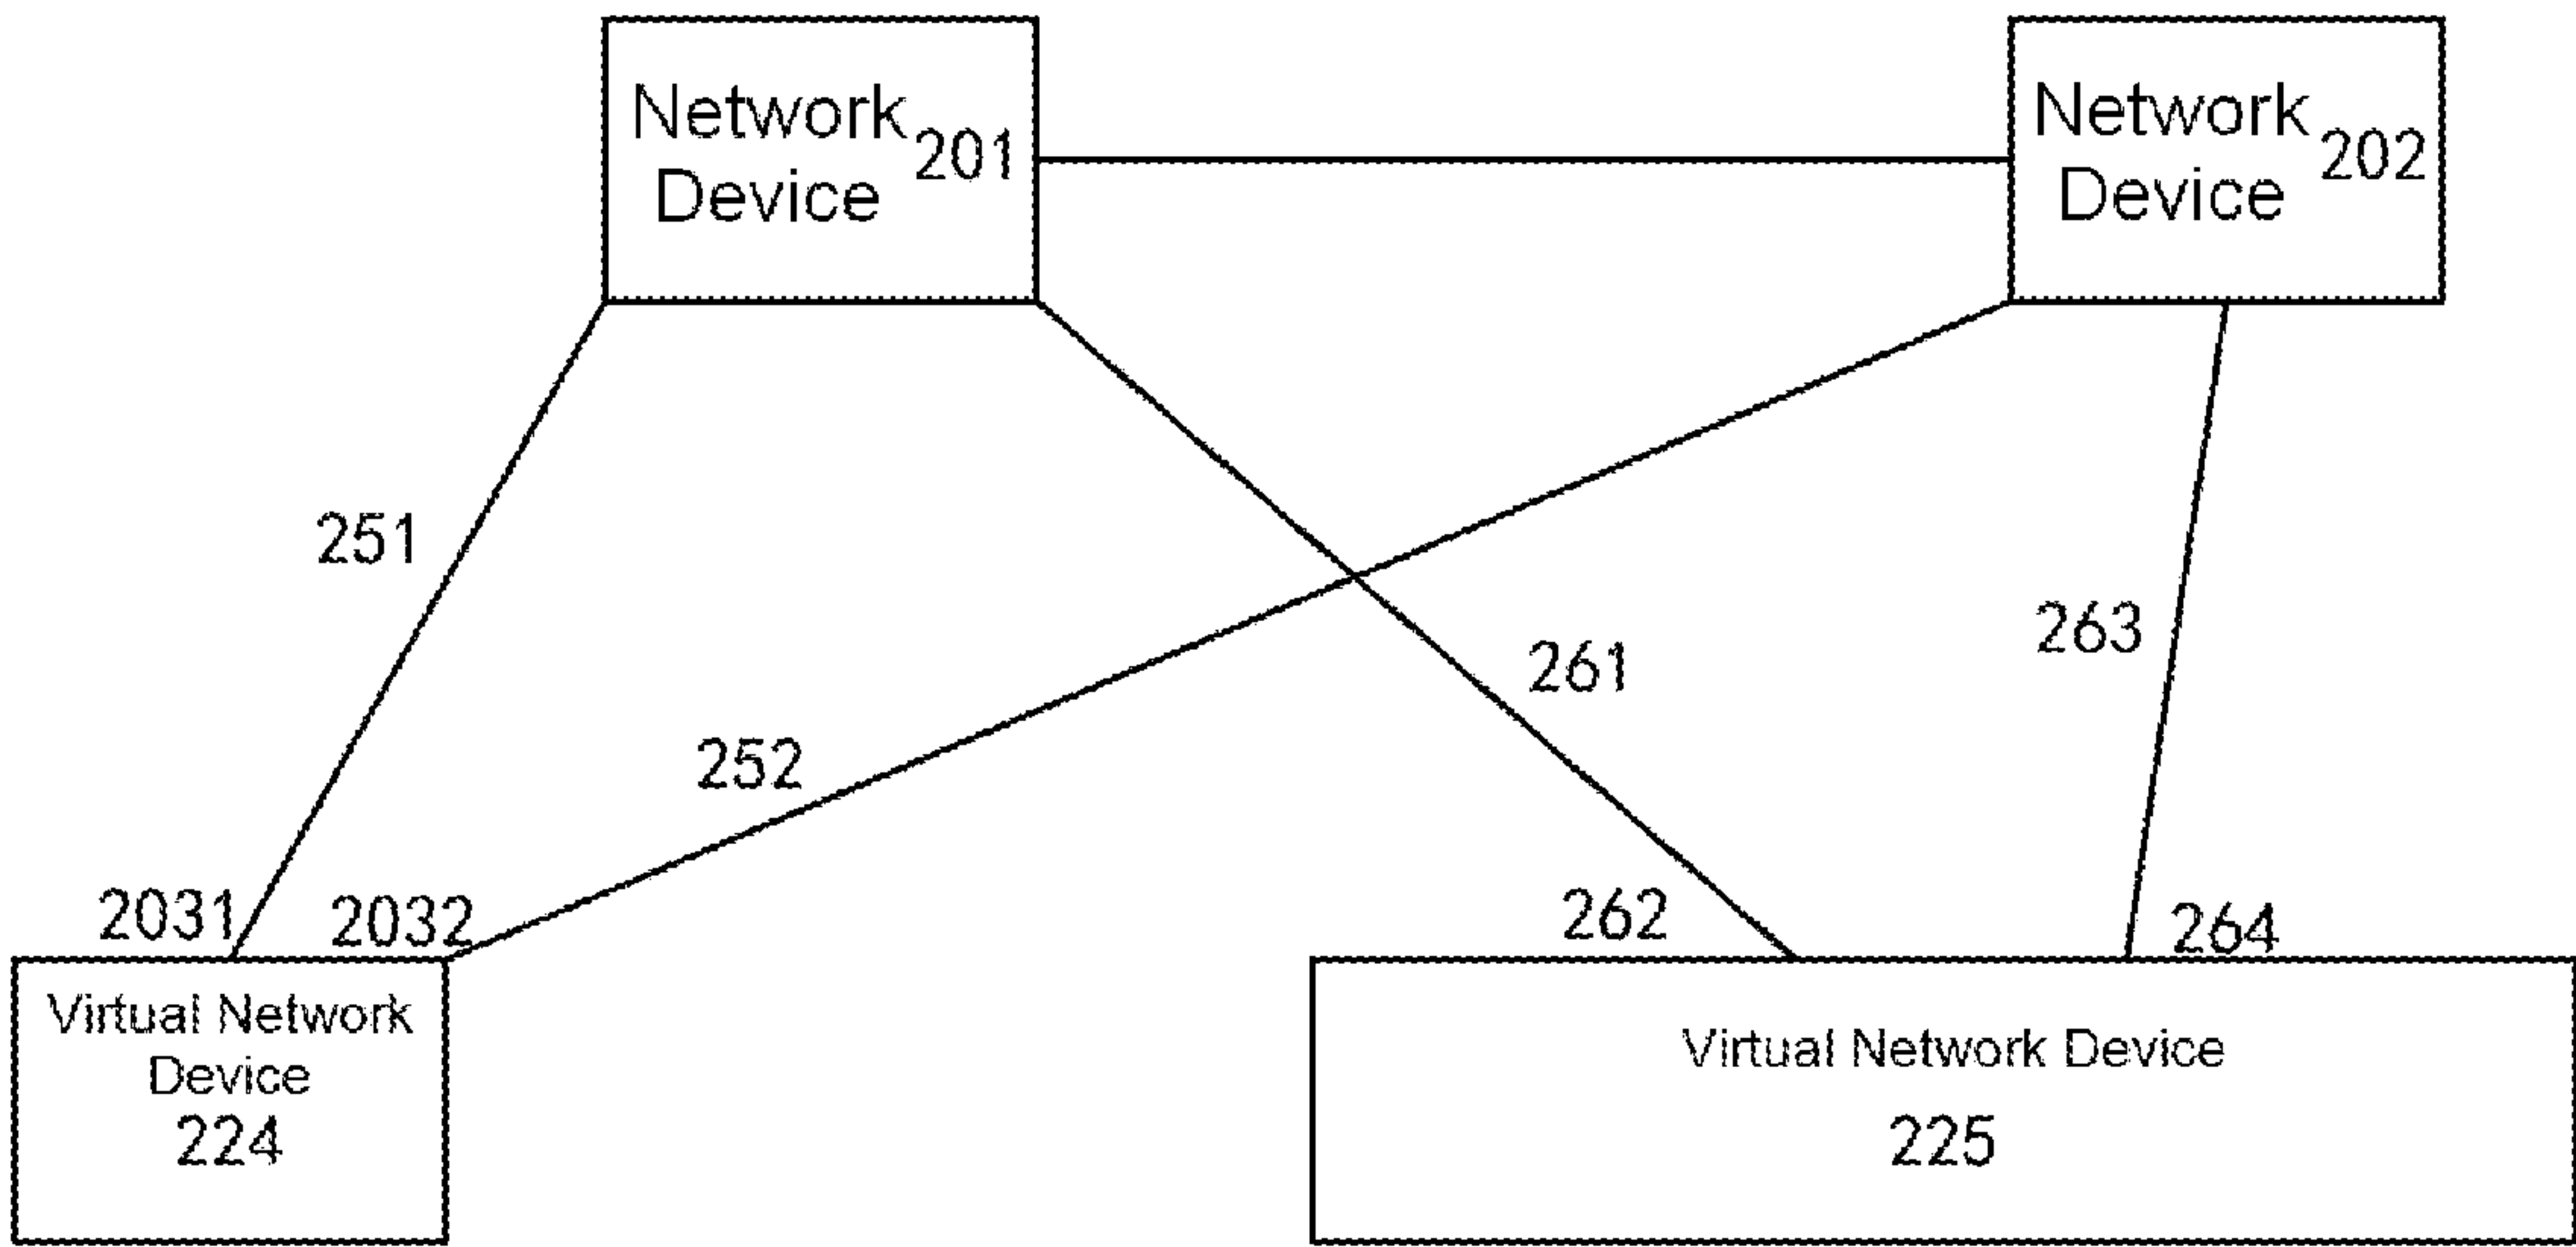 Network
Device
201
Network
Device
202
251
261
263
252
2031
2032
262
264
Virtual Network
Device
224
Virtual Network Device
225